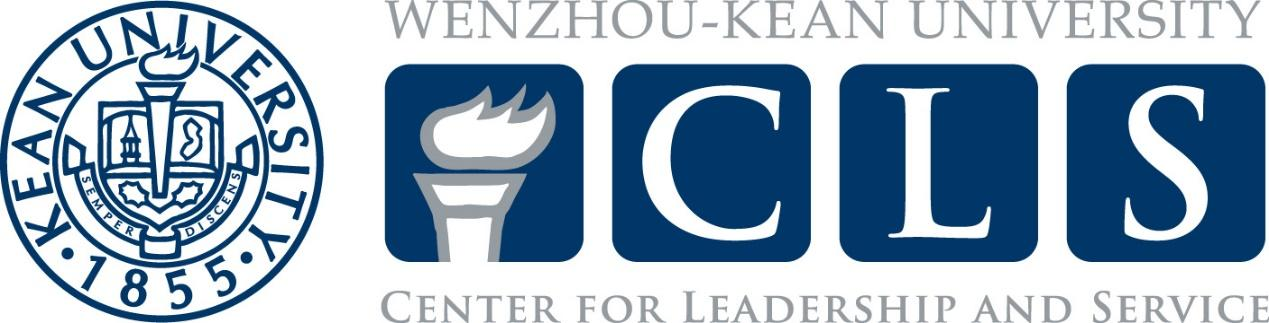 KEAN UNIVERSITY
SEMPER DISCENS
· 1855 ·
WENZHOU-KEAN UNIVERSITY
CLS
CENTER FOR LEADERSHIP AND SERVICE